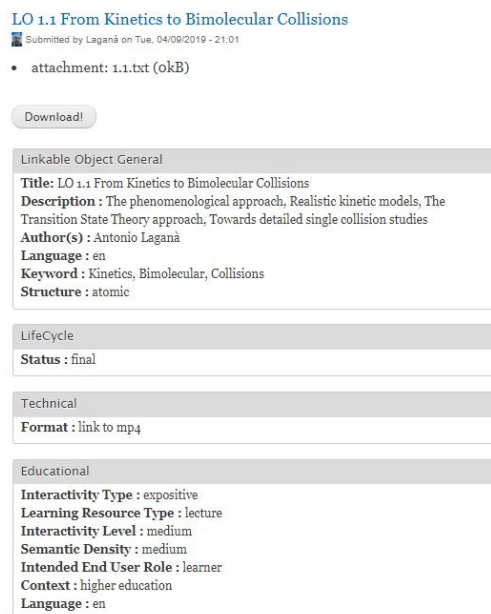 LO 1.1 From Kinetics to Bimolecular Collisions
Submitted by Laganà on Tue, 04/09/2019 - 21:01
• attachment: 1.1.txt (0kB)
Download!
Linkable Object General
Title: LO 1.1 From Kinetics to Bimolecular Collisions
Description : The phenomenological approach, Realistic kinetic models, The
Transition State Theory approach, Towards detailed single collision studies
Author(s) : Antonio Laganà
Language : en
Keyword : Kinetics, Bimolecular, Collisions
Structure : atomic
LifeCycle
Status : final
Technical
Format : link to mp4
Educational
Interactivity Type : expositive
Learning Resource Type : lecture
Interactivity Level : medium
Semantic Density : medium
Intended End User Role : learner
Context : higher education
Language : en